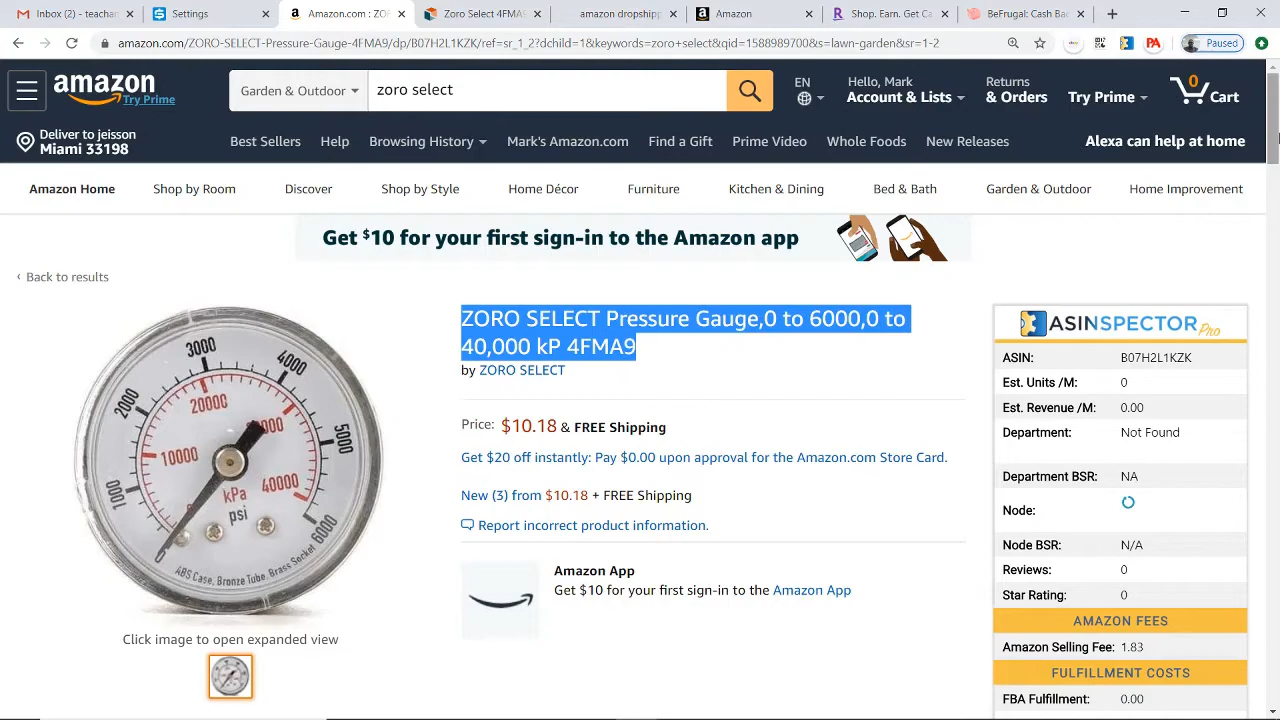 Inbox (2) - teachan
Settings
Amazon.com : ZOR
Zoro Select 4FMA9
amazon dropshipp
Amazon
Shop. Earn. Get Ca
BeFrugal: Cash Bac
amazon.com/ZORO-SELECT-Pressure-Gauge-4FMA9/dp/B07H2L1KZK/ref=sr_1_2?dchild=1&keywords=zero+select&qid=1588989700&s=lawn-garden&sr=1-2
PA
Paused
amazon
Try Prime
Garden & Outdoor
zoro select
EN
Hello, Mark
Account & Lists
Returns
& Orders
Try Prime
0
Cart
Deliver to jeisson
Miami 33198
Best Sellers
Help
Browsing History
Mark's Amazon.com
Find a Gift
Prime Video
Whole Foods
New Releases
Alexa can help at home
Amazon Home
Shop by Room
Discover
Shop by Style
Home Décor
Furniture
Kitchen & Dining
Bed & Bath
Garden & Outdoor
Home Improvement
Get $10 for your first sign-in to the Amazon app
‹ Back to results
1000
2000
3000
4000
5000
6000
10000
20000
40000
kPa
psi
ABS Case, Bronze Tube, Brass Socket
Click image to open expanded view
ZORO SELECT Pressure Gauge,0 to 6000,0 to
40,000 kP 4FMA9
by ZORO SELECT
Price: $10.18 & FREE Shipping
Get $20 off instantly: Pay $0.00 upon approval for the Amazon.com Store Card.
New (3) from $10.18 + FREE Shipping
Report incorrect product information.
Amazon App
Get $10 for your first sign-in to the Amazon App
ASINSPECTOR Pro
ASIN: B07H2L1KZK
Est. Units /M: 0
Est. Revenue /M: 0.00
Department: Not Found
Department BSR: NA
Node:
Node BSR: N/A
Reviews: 0
Star Rating: 0
AMAZON FEES
Amazon Selling Fee: 1.83
FULFILLMENT COSTS
FBA Fulfillment: 0.00